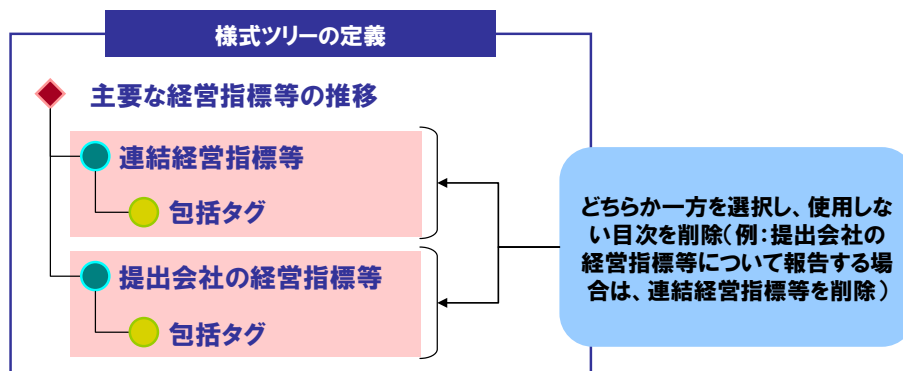 様式ツリーの定義
主要な経営指標等の推移
連結経営指標等
包括タグ
提出会社の経営指標等
包括タグ
どちらか一方を選択し、使用しな
い目次を削除(例:提出会社の
経営指標等について報告する場
合は、連結経営指標等を削除)